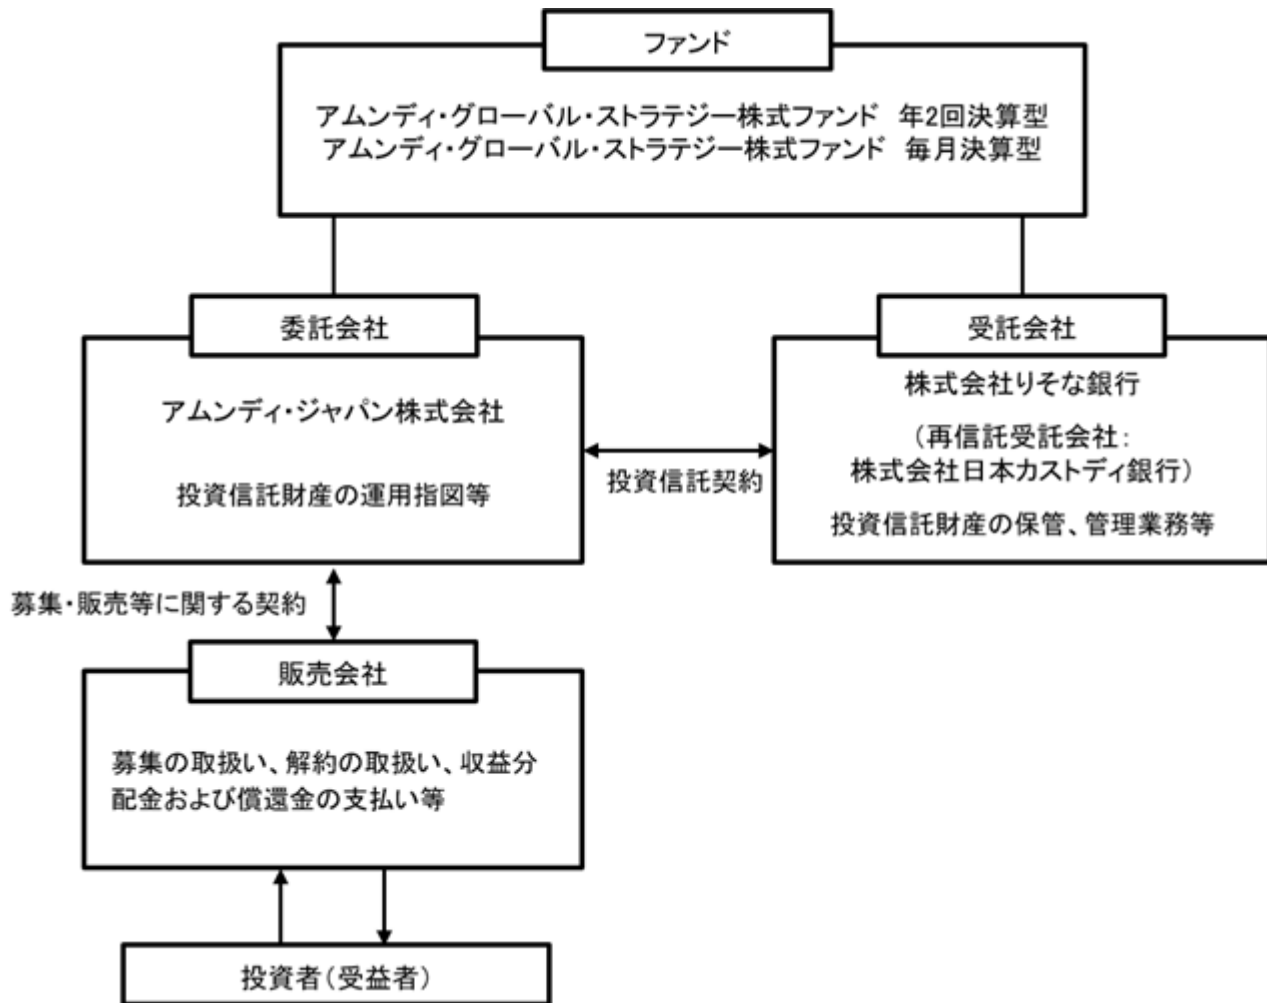 ファンド
アムンディ・グローバル・ストラテジー株式ファンド　年2回決算型
アムンディ・グローバル・ストラテジー株式ファンド　毎月決算型
委託会社
アムンディ・ジャパン株式会社
投資信託財産の運用指図等
投資信託契約
受託会社
株式会社りそな銀行
（再信託受託会社：
株式会社日本カストディ銀行）
投資信託財産の保管、管理業務等
募集・販売等に関する契約
販売会社
募集の取扱い、解約の取扱い、収益分
配金および償還金の支払い等
投資者（受益者）